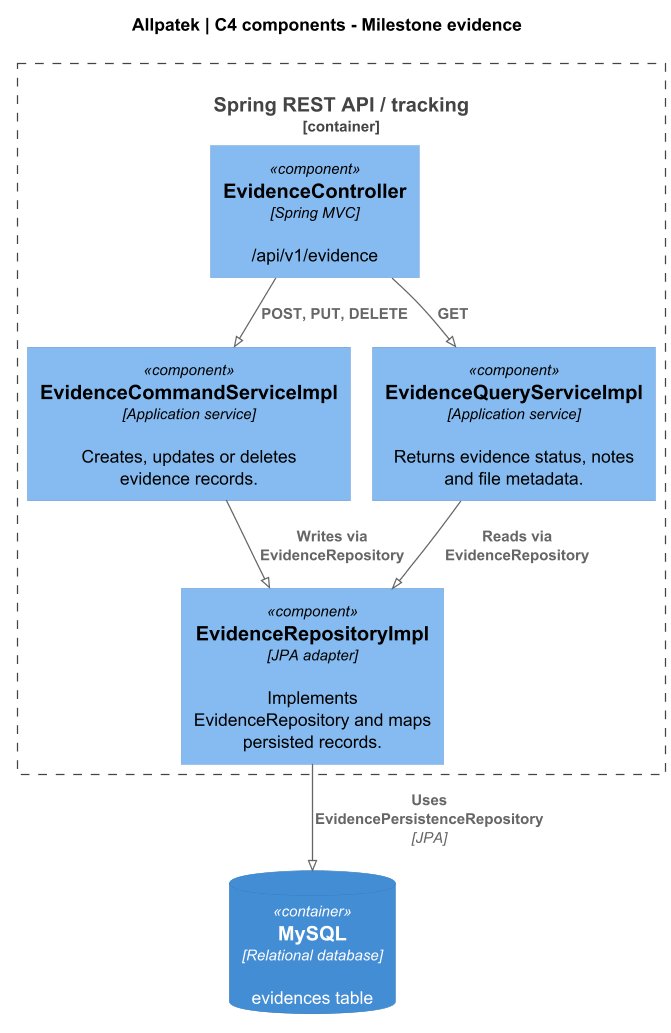 Allpatek | C4 components - Milestone evidence
Spring REST API / tracking
[container]
«component»
EvidenceController
[Spring MVC]
/api/v1/evidence
POST, PUT, DELETE
GET
«component»
EvidenceCommandServiceImpl
[Application service]
Creates, updates or deletes
evidence records.
«component»
EvidenceQueryServiceImpl
[Application service]
Returns evidence status, notes
and file metadata.
Writes via
EvidenceRepository
Reads via
EvidenceRepository
«component»
EvidenceRepositoryImpl
[JPA adapter]
Implements
EvidenceRepository and maps
persisted records.
Uses
EvidencePersistenceRepository
[JPA]
«container»
MySQL
[Relational database]
evidences table